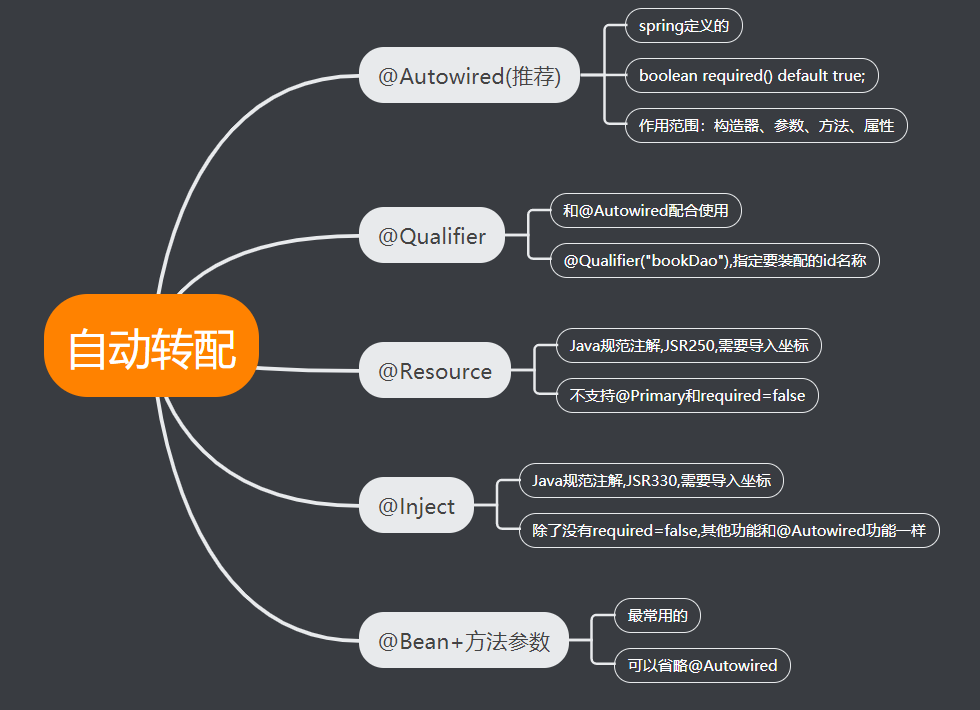 自动转配
@Autowired(推荐)
spring定义的
boolean required() default true;
作用范围：构造器、参数、方法、属性
@Qualifier
和@Autowired配合使用
@Qualifier("bookDao"),指定要装配的id名称
@Resource
Java规范注解,JSR250,需要导入坐标
不支持@Primary和required=false
@Inject
Java规范注解,JSR330,需要导入坐标
除了没有required=false,其他功能和@Autowired功能一样
@Bean+方法参数
最常用的
可以省略@Autowired